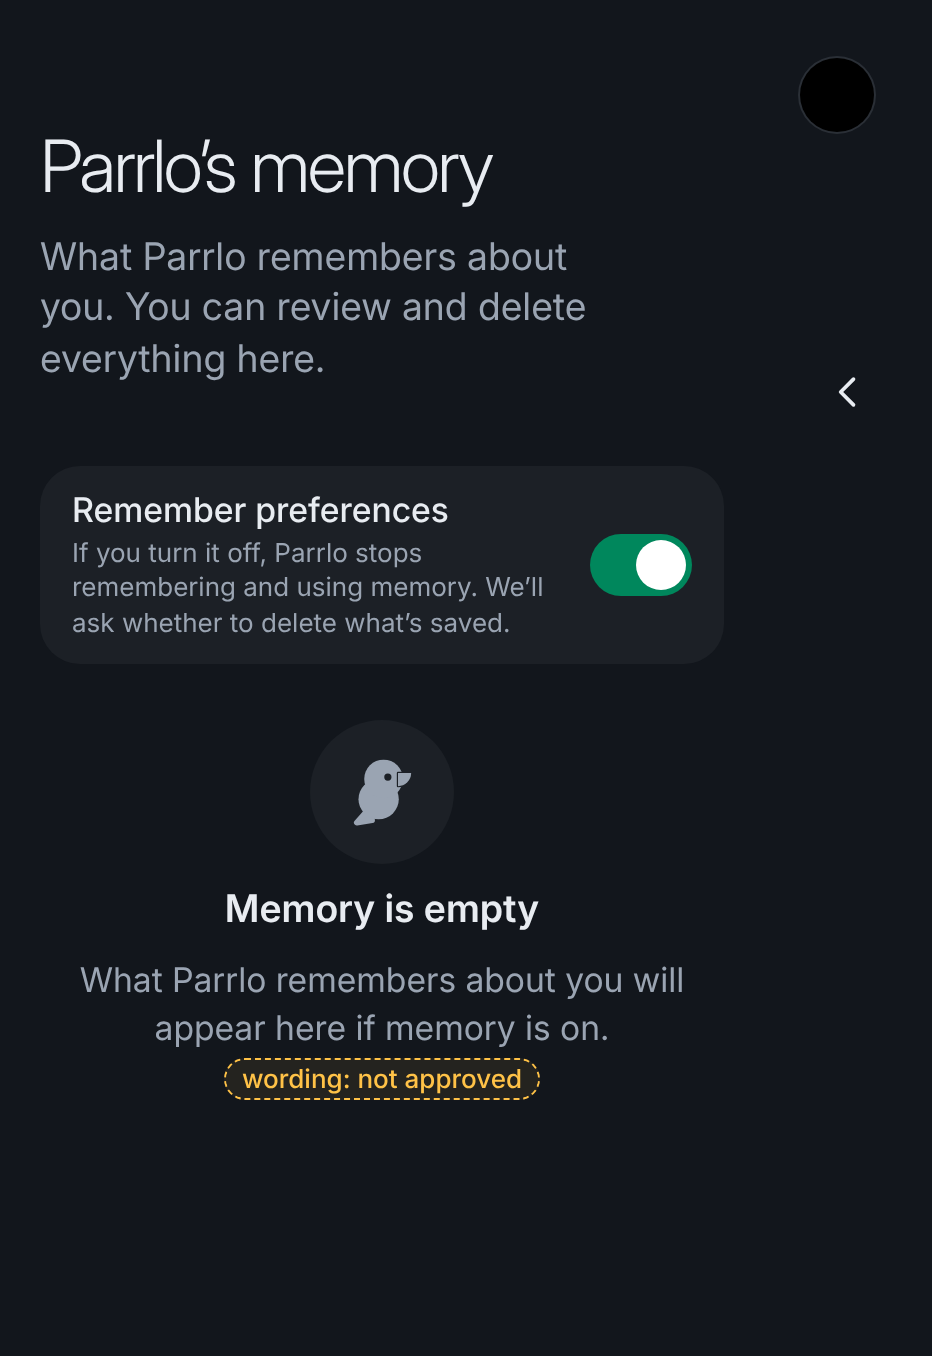 Parrlo’s memory
What Parrlo remembers about
you. You can review and delete
everything here.
Remember preferences
If you turn it off, Parrlo stops
remembering and using memory. We’ll
ask whether to delete what’s saved.
Memory is empty
What Parrlo remembers about you will
appear here if memory is on.
wording: not approved